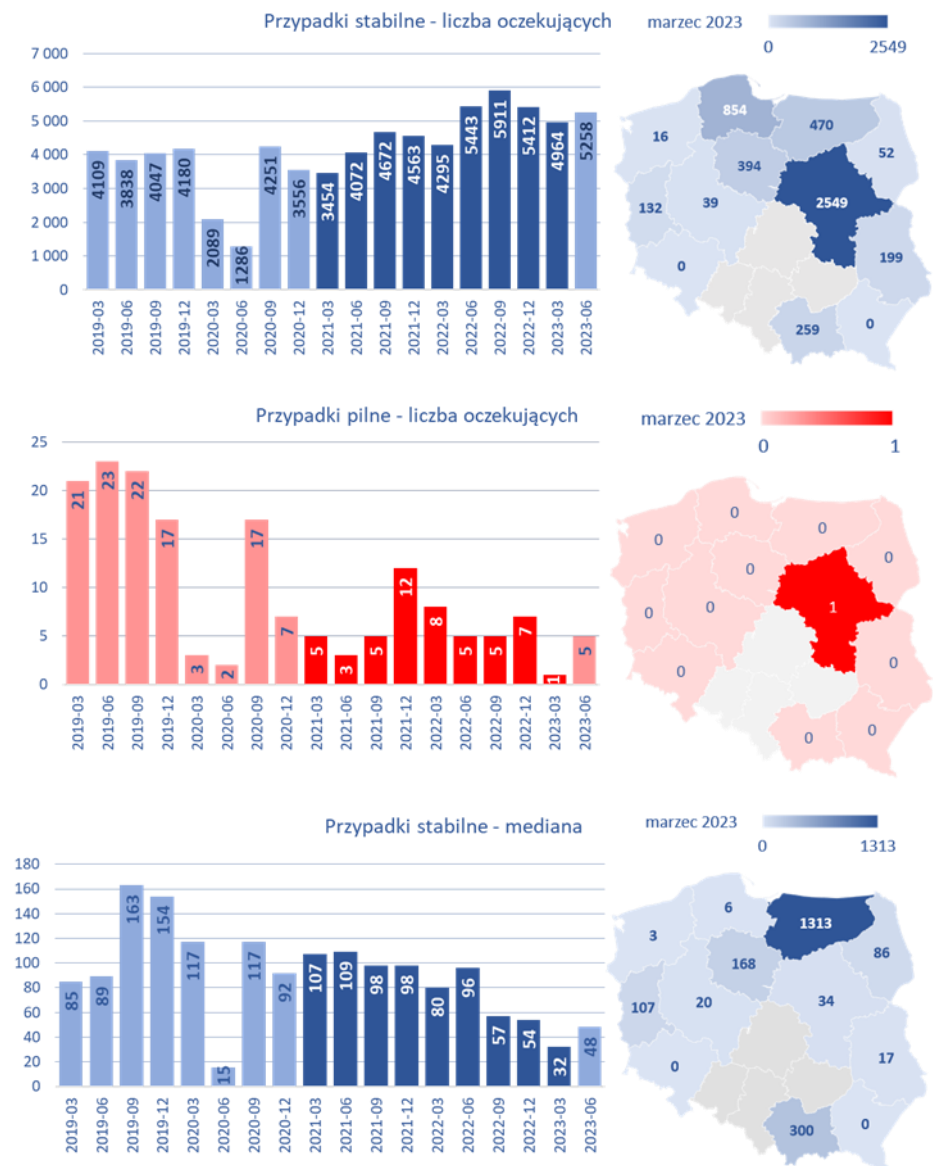 Przypadki stabilne - liczba oczekujących
marzec 2023
0 2549
7 000
6 000
5 000
4 000
3 000
2 000
1 000
0
4109 3838 4047 4180 2089 1286 4251 3556 3454 4072 4672 4563 4295 5443 5911 5412 4964 5258
2019-03 2019-06 2019-09 2019-12 2020-03 2020-06 2020-09 2020-12 2021-03 2021-06 2021-09 2021-12 2022-03 2022-06 2022-09 2022-12 2023-03 2023-06
854
16 470
394 52
132 39 2549
199
0
259 0
Przypadki pilne - liczba oczekujących
marzec 2023
0 1
25
20
15
10
5
0
21 23 22 17 3 2 17 7 5 3 5 12 8 5 5 7 1 5
2019-03 2019-06 2019-09 2019-12 2020-03 2020-06 2020-09 2020-12 2021-03 2021-06 2021-09 2021-12 2022-03 2022-06 2022-09 2022-12 2023-03 2023-06
0
0 0
0 0
0 0 1
0 0
0 0
Przypadki stabilne - mediana
marzec 2023
0 1313
180
160
140
120
100
80
60
40
20
0
85 89 163 154 117 15 117 92 107 109 98 98 80 96 57 54 32 48
2019-03 2019-06 2019-09 2019-12 2020-03 2020-06 2020-09 2020-12 2021-03 2021-06 2021-09 2021-12 2022-03 2022-06 2022-09 2022-12 2023-03 2023-06
6 1313
3 86
168
107 20 34
0 17
300 0